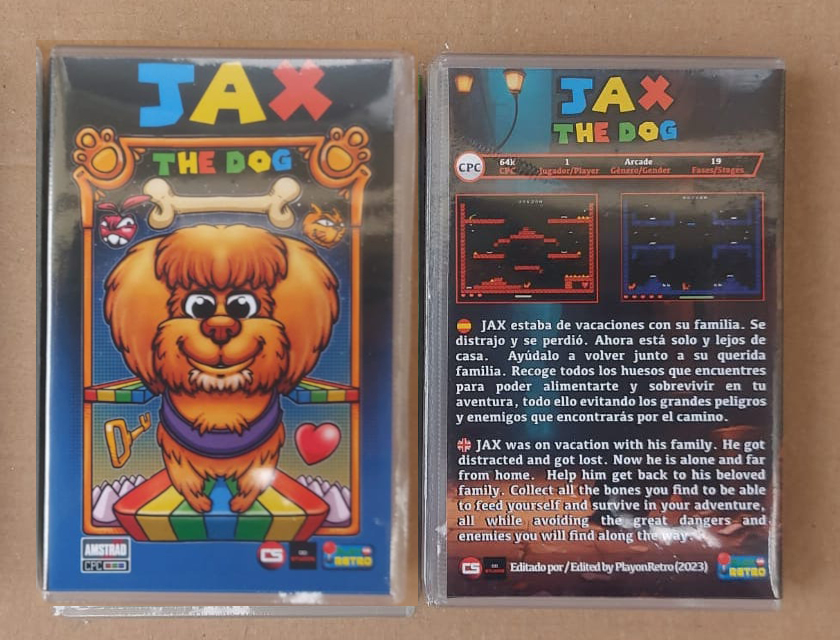 JAX
THE DOG
AMSTRAD
CPC
CS
RETRO
JAX
THE DOG
CPC
64k
CPC
1
Jugador/Player
Arcade
Género/Gender
19
Fases/Stages
JAX estaba de vacaciones con su familia. Se
distrajo y se perdió. Ahora está solo y lejos de
casa. Ayúdalo a volver junto a su querida
familia. Recoge todos los huesos que encuentres
para poder alimentarte y sobrevivir en tu
aventura, todo ello evitando los grandes peligros
y enemigos que encontrarás por el camino.
JAX was on vacation with his family. He got
distracted and got lost. Now he is alone and far
from home. Help him get back to his beloved
family. Collect all the bones you find to be able
to feed yourself and survive in your adventure,
all while avoiding the great dangers and
enemies you will find along the way.
CS
Editado por / Edited by PlayonRetro (2023)
RETRO